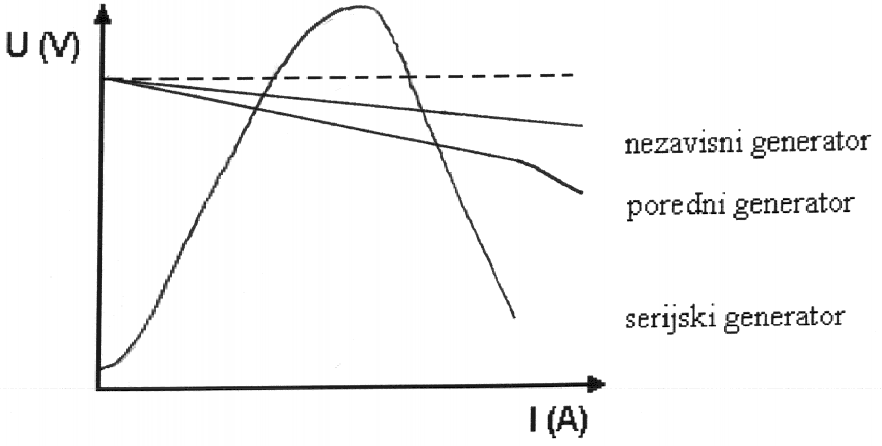 U (V)
nezavisni generator
poredni generator
serijski generator
I (A)